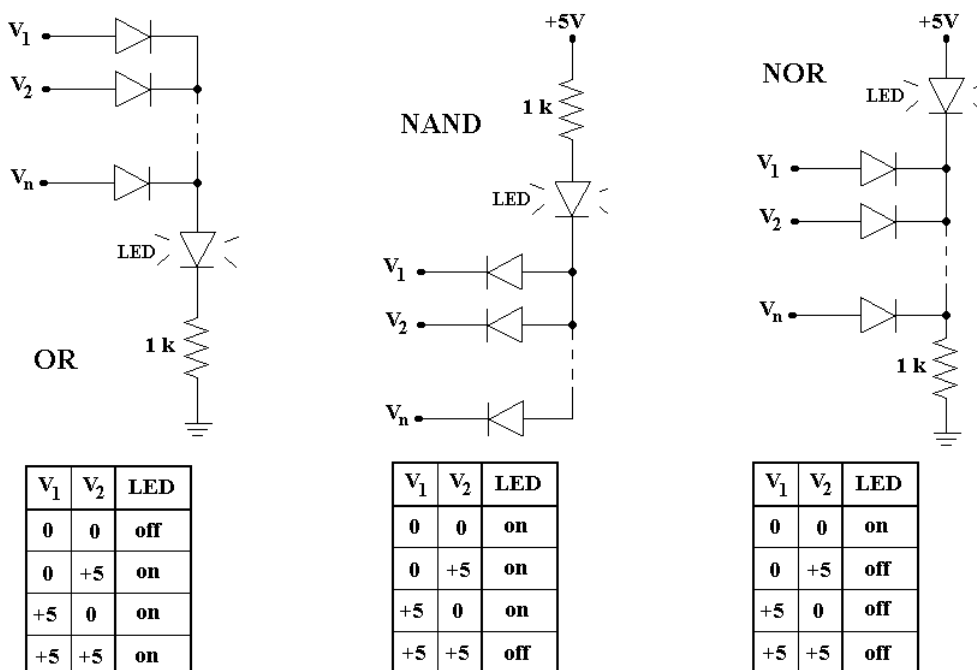 V1
V2
Vn
LED
1 k
OR
+5V
1 k
NAND
LED
V1
V2
Vn
+5V
NOR
LED
V1
V2
Vn
1 k
V1 V2 LED
0 0 off
0 +5 on
+5 0 on
+5 +5 on
V1 V2 LED
0 0 on
0 +5 on
+5 0 on
+5 +5 off
V1 V2 LED
0 0 on
0 +5 off
+5 0 off
+5 +5 off